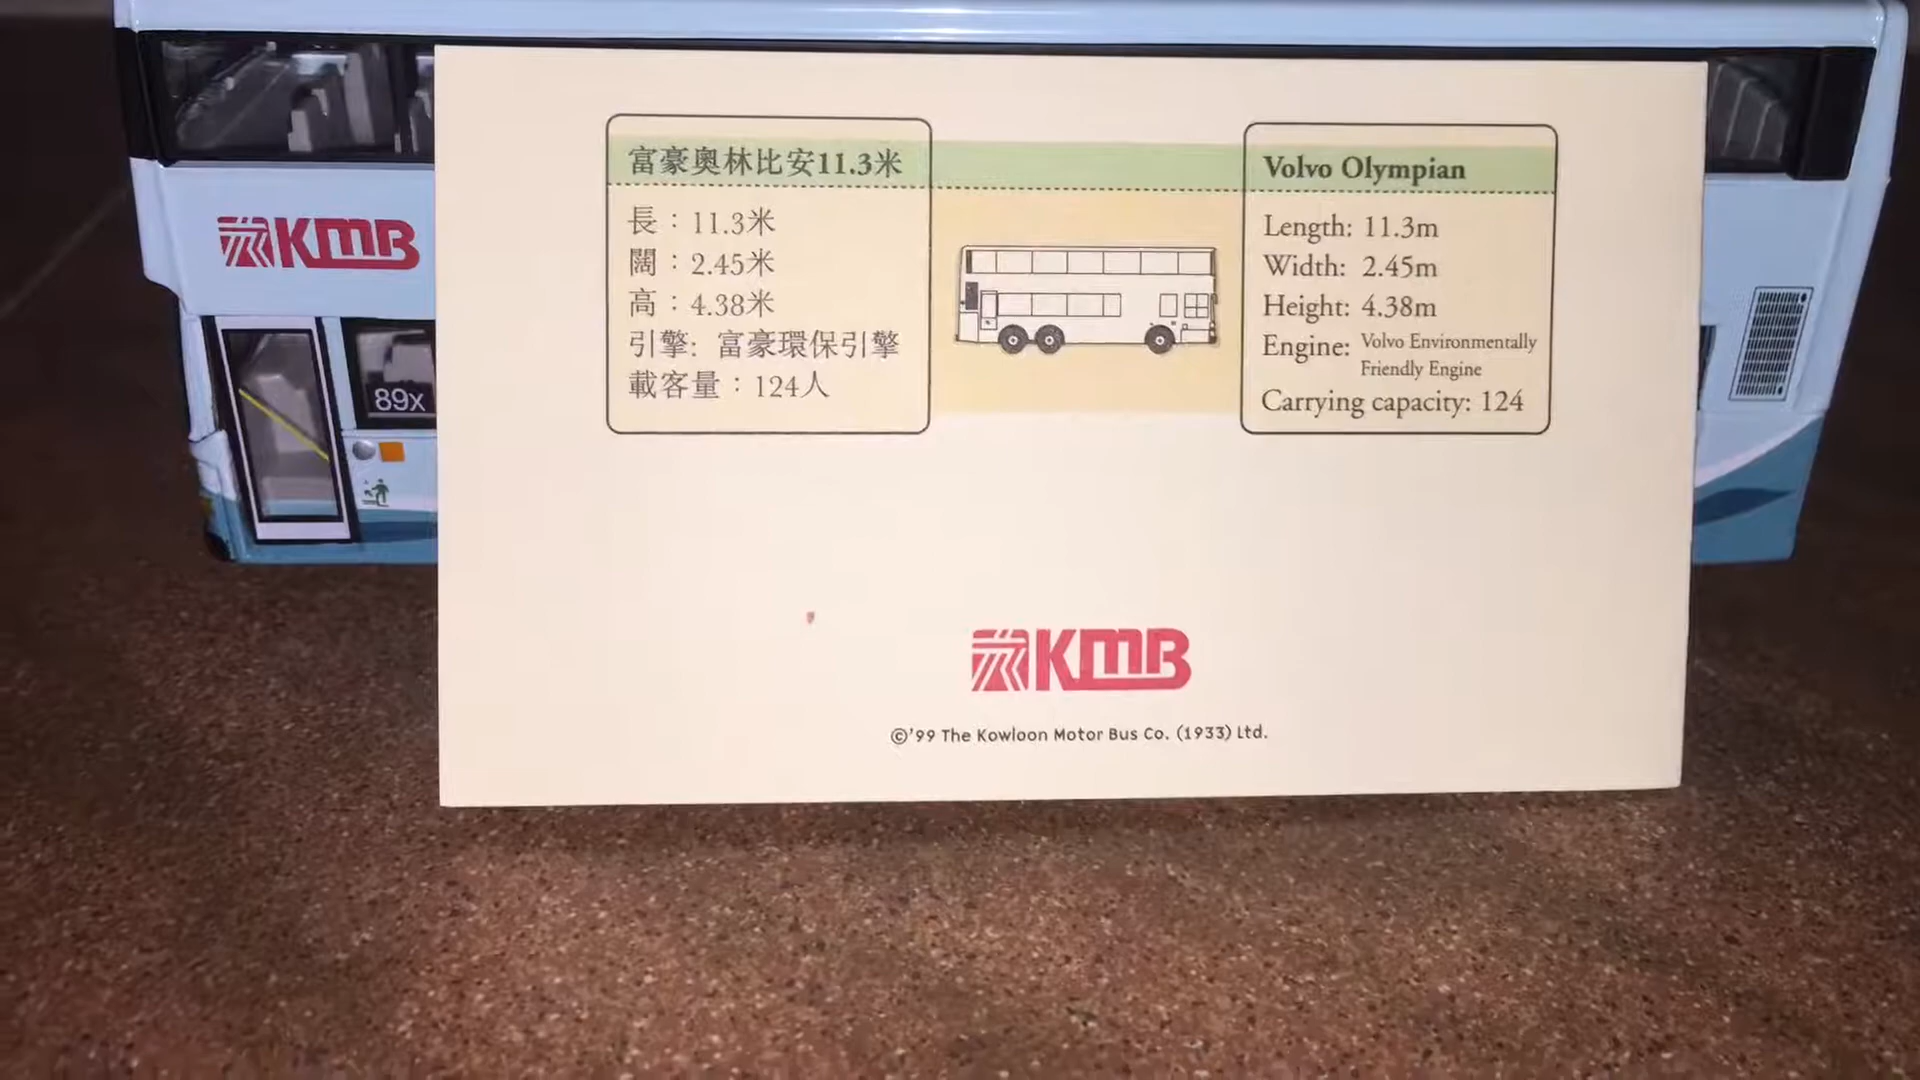 KMB
89x
富豪奧林比安11.3米
長：11.3米
闊：2.45米
高：4.38米
引擎：富豪環保引擎
載客量：124人
Volvo Olympian
Length: 11.3m
Width: 2.45m
Height: 4.38m
Engine: Volvo Environmentally
Friendly Engine
Carrying capacity: 124
KMB
©'99 The Kowloon Motor Bus Co. (1933) Ltd.